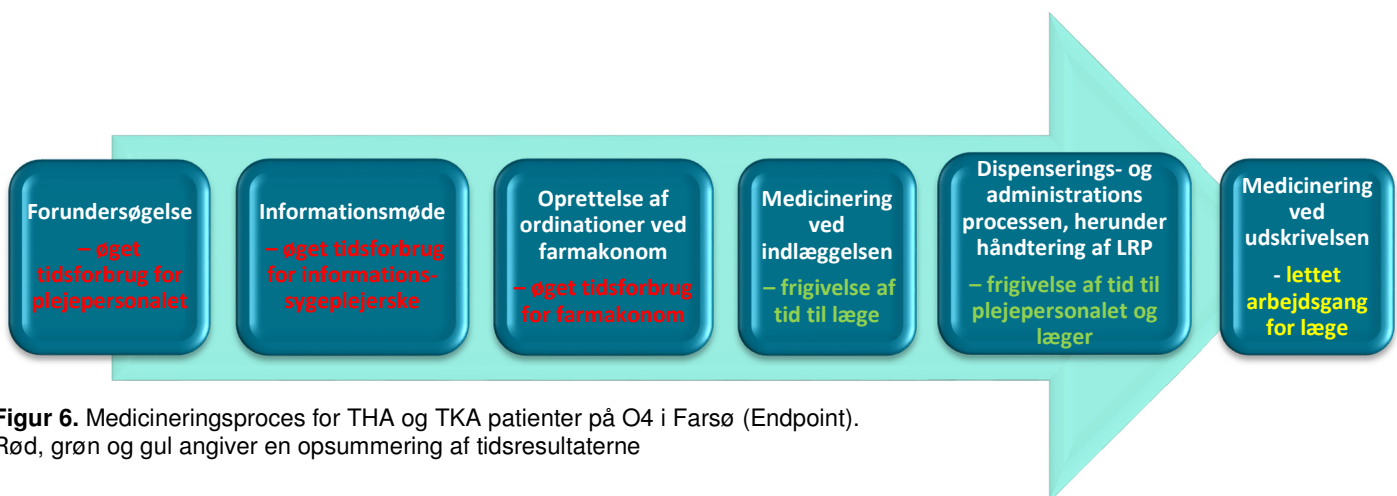 Forundersøgelse
– øget
tidsforbrug for
plejepersonalet
Informationsmøde
– øget tidsforbrug
for informations-
sygeplejerske
Oprettelse af
ordinationer ved
farmakonom
– øget tidsforbrug
for farmakonom
Medicinering
ved
indlæggelsen
– frigivelse af
tid til læge
Dispenserings- og
administrations
processen, herunder
håndtering af LRP
– frigivelse af tid til
plejepersonalet og
læger
Medicinering
ved
udskrivelsen
- lettet
arbejdsgang
for læge
Figur 6. Medicineringsproces for THA og TKA patienter på O4 i Farsø (Endpoint).
Rød, grøn og gul angiver en opsummering af tidsresultaterne